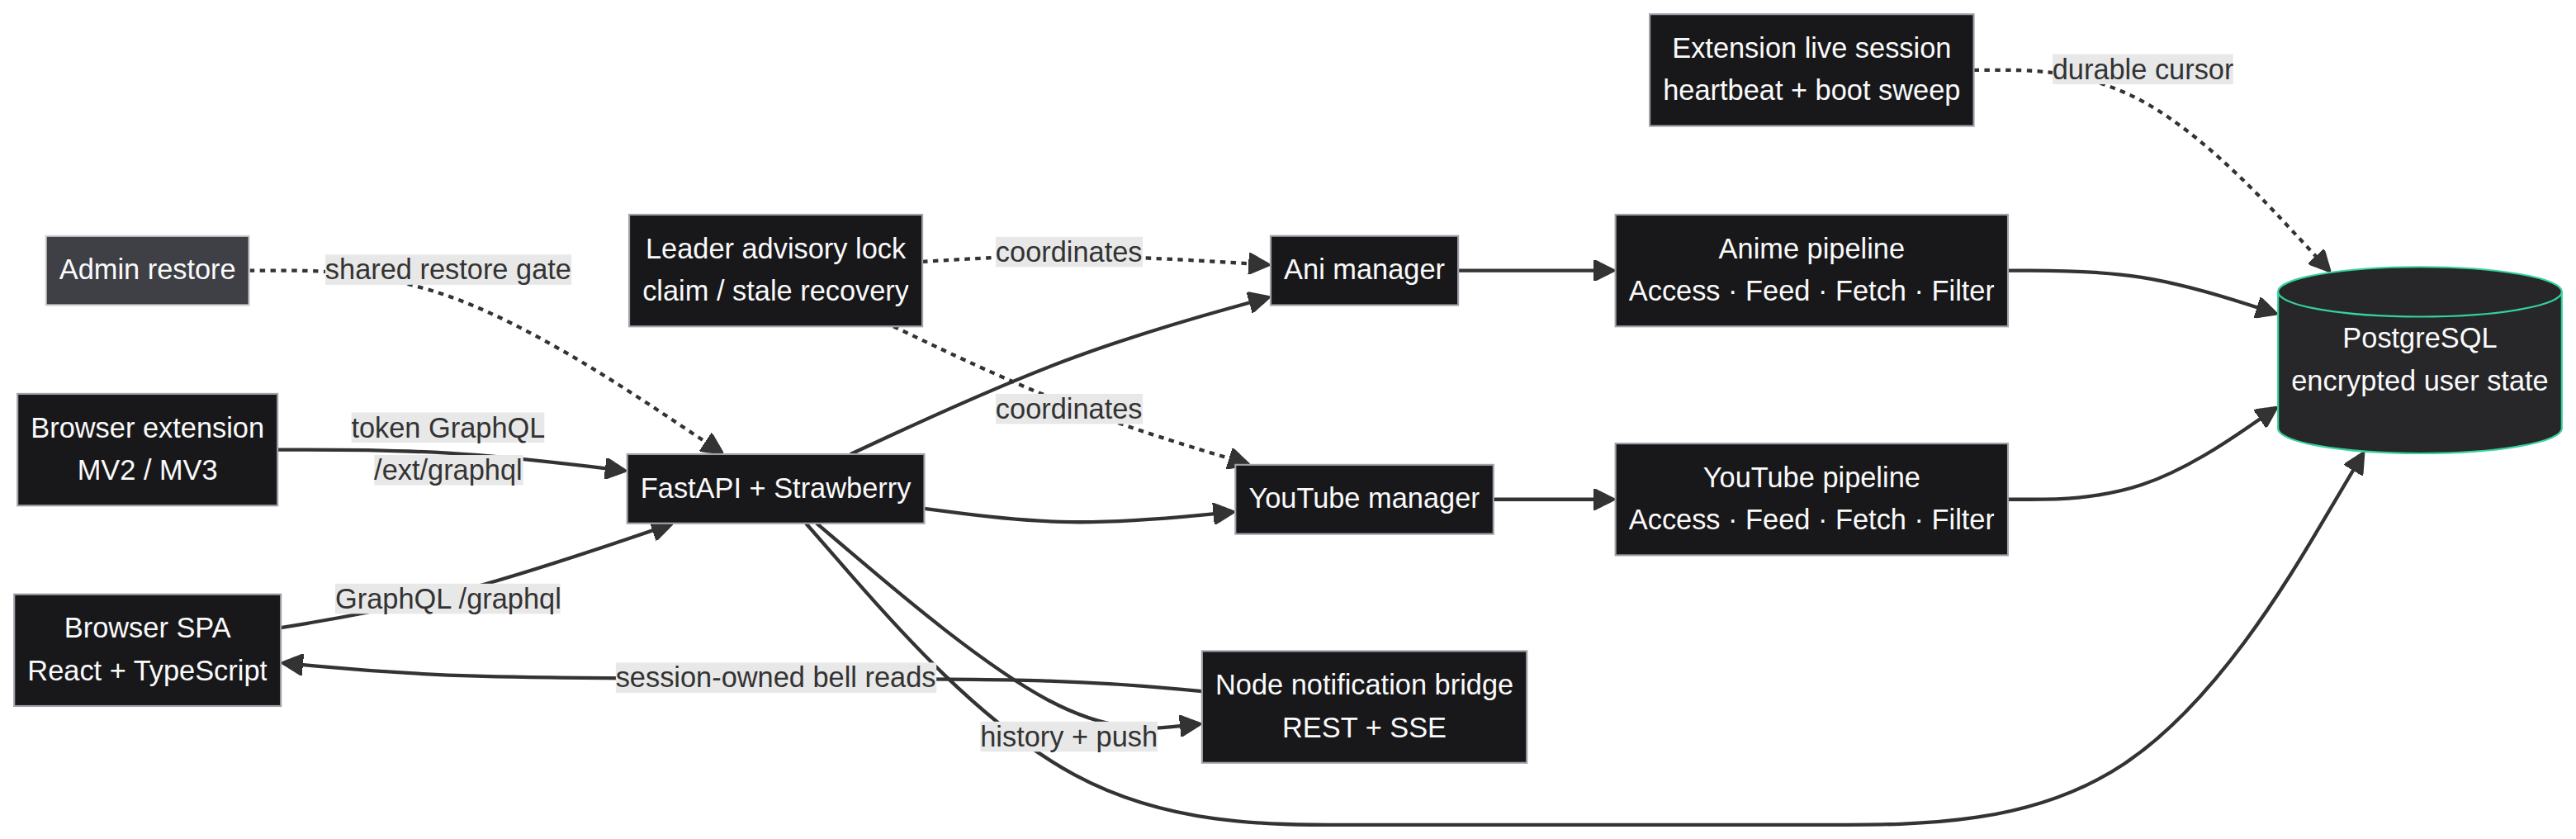 Extension live session
heartbeat + boot sweep
durable cursor
Admin restore
shared restore gate
Leader advisory lock
claim / stale recovery
coordinates
Ani manager
Anime pipeline
Access · Feed · Fetch · Filter
PostgreSQL
encrypted user state
Browser extension
MV2 / MV3
token GraphQL
/ext/graphql
coordinates
FastAPI + Strawberry
YouTube manager
YouTube pipeline
Access · Feed · Fetch · Filter
GraphQL /graphql
Browser SPA
React + TypeScript
session-owned bell reads
history + push
Node notification bridge
REST + SSE